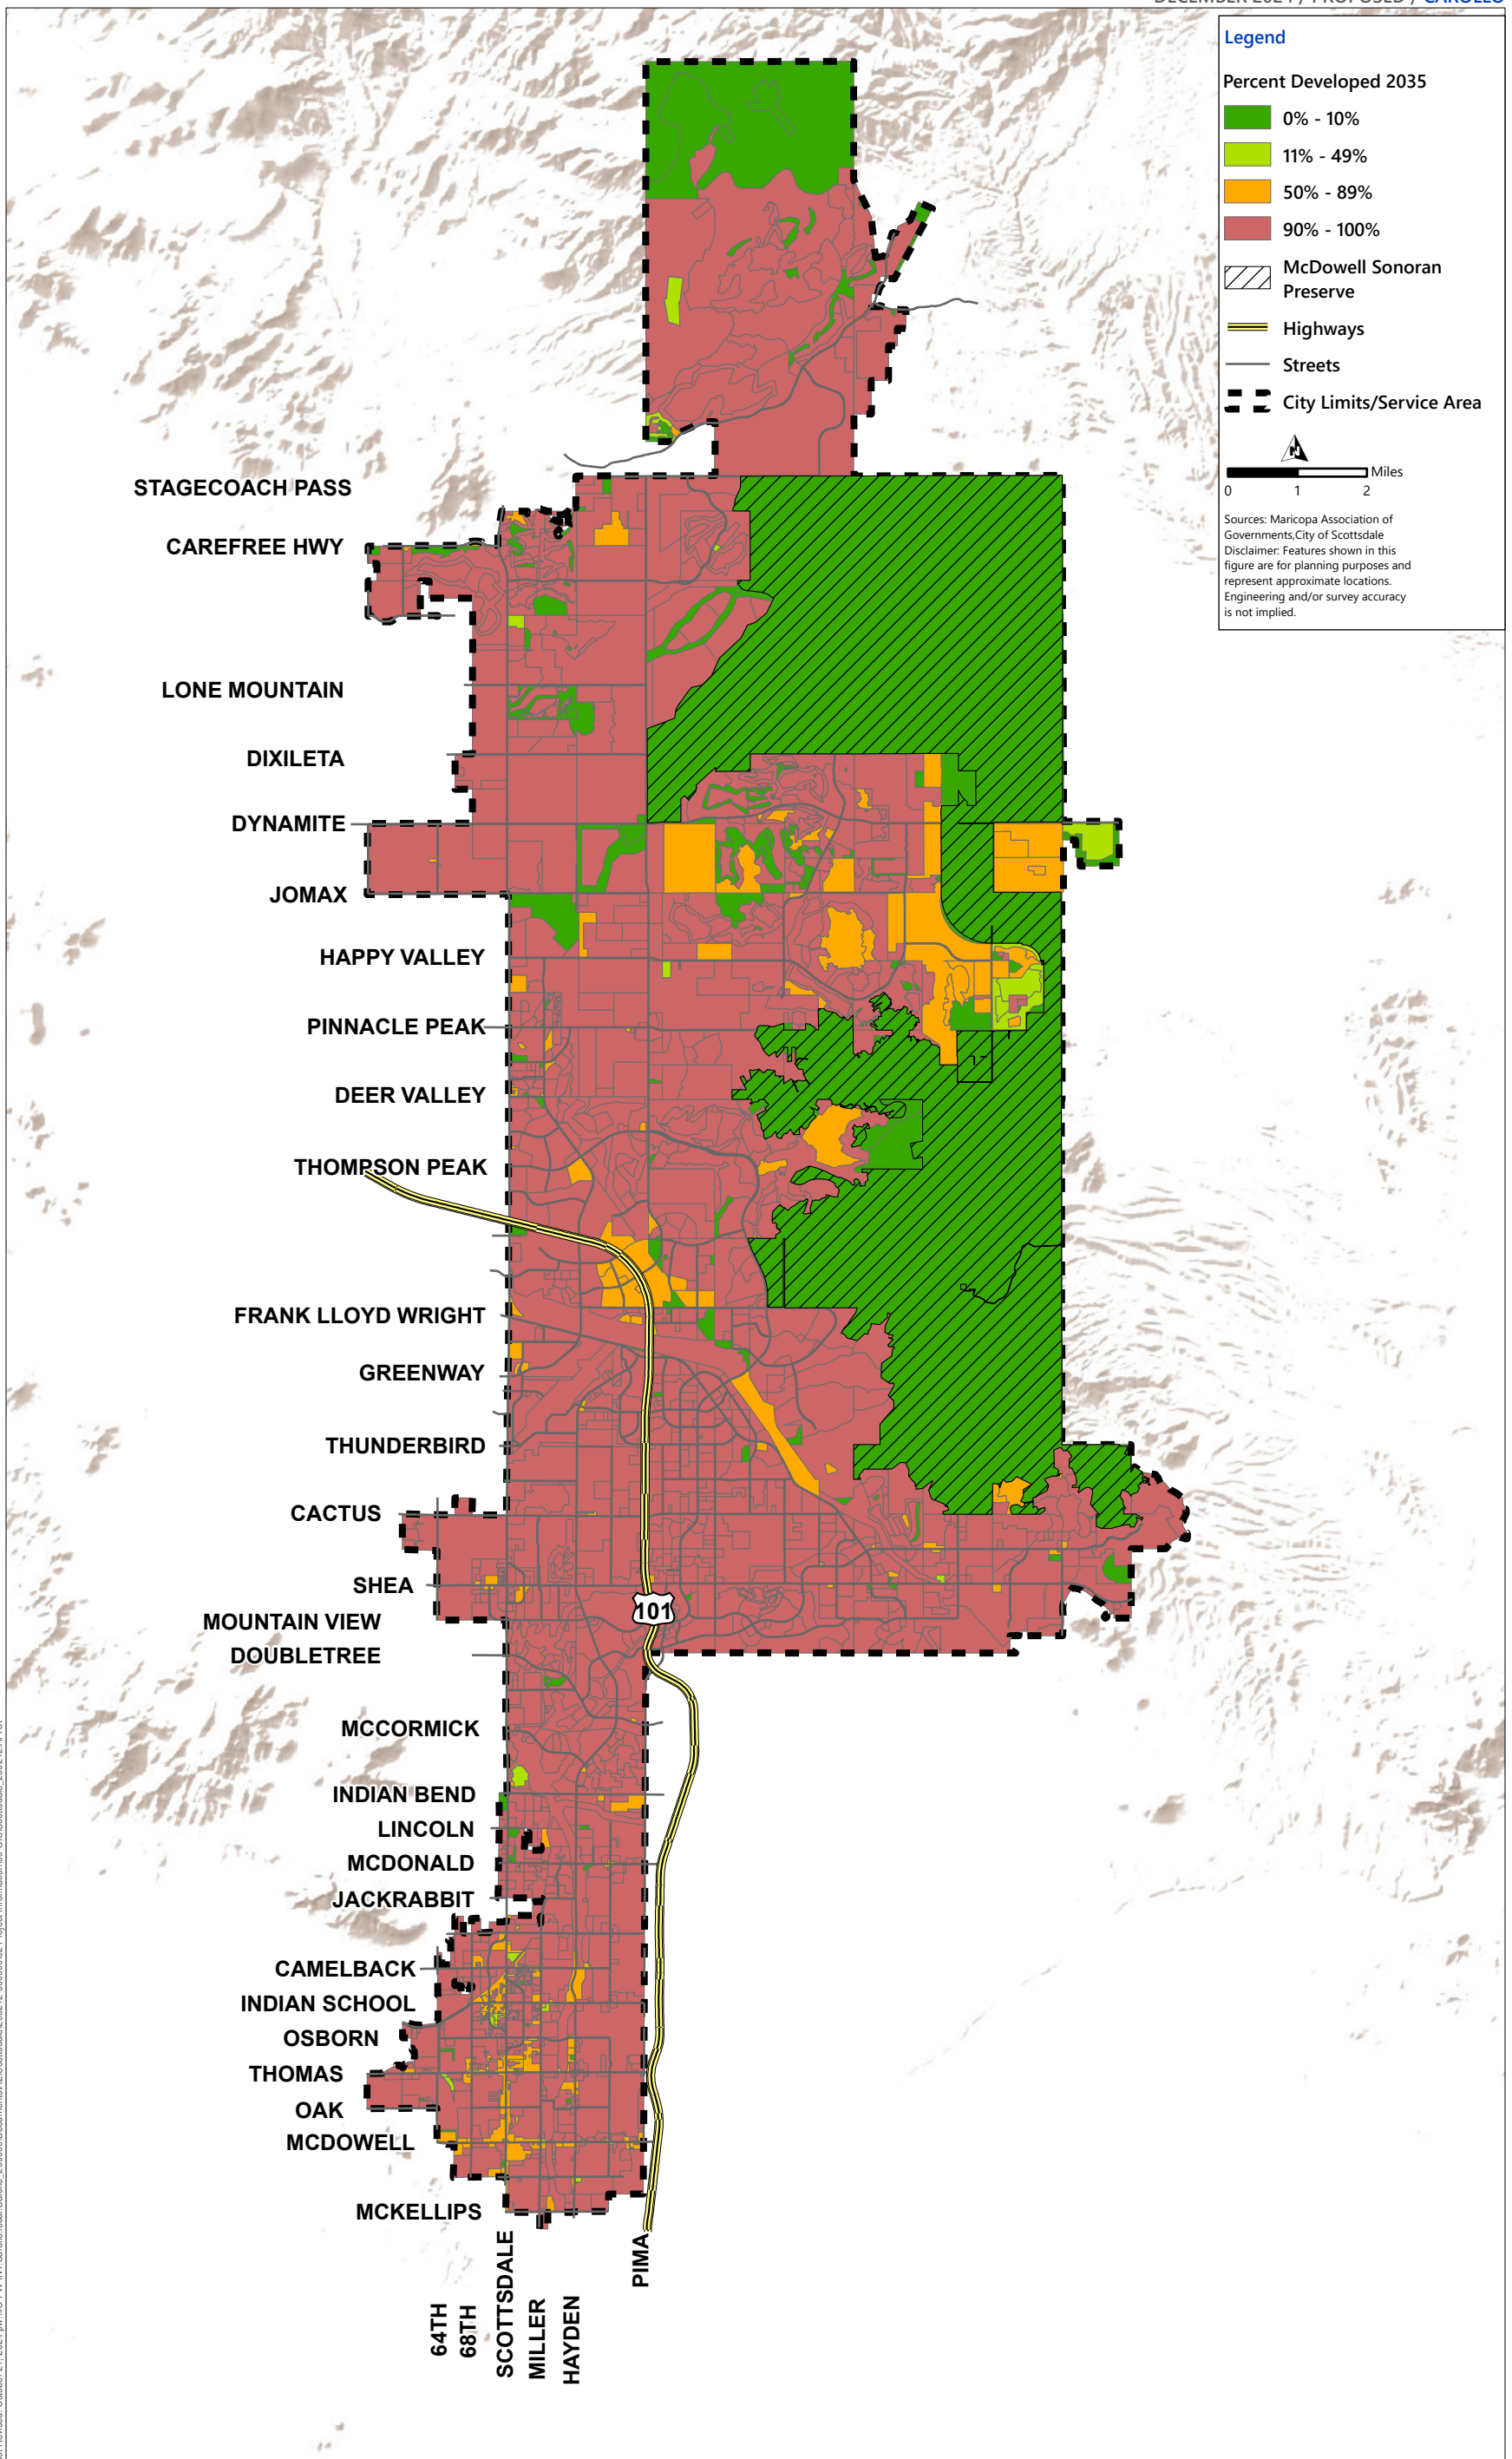 DECEMBER 2024 / PROPOSED / CAROLLO
Legend
Percent Developed 2035
0% - 10%
11% - 49%
50% - 89%
90% - 100%
McDowell Sonoran
Preserve
Highways
Streets
City Limits/Service Area
N
Miles
0 1 2
Sources: Maricopa Association of
Governments,City of Scottsdale
Disclaimer: Features shown in this
figure are for planning purposes and
represent approximate locations.
Engineering and/or survey accuracy
is not implied.
STAGECOACH PASS
CAREFREE HWY
LONE MOUNTAIN
DIXILETA
DYNAMITE
JOMAX
HAPPY VALLEY
PINNACLE PEAK
DEER VALLEY
THOMPSON PEAK
FRANK LLOYD WRIGHT
GREENWAY
THUNDERBIRD
CACTUS
SHEA
101
MOUNTAIN VIEW
DOUBLETREE
MCCORMICK
INDIAN BEND
LINCOLN
MCDONALD
JACKRABBIT
CAMELBACK
INDIAN SCHOOL
OSBORN
THOMAS
OAK
MCDOWELL
MCKELLIPS
64TH
68TH
SCOTTSDALE
MILLER
HAYDEN
PIMA